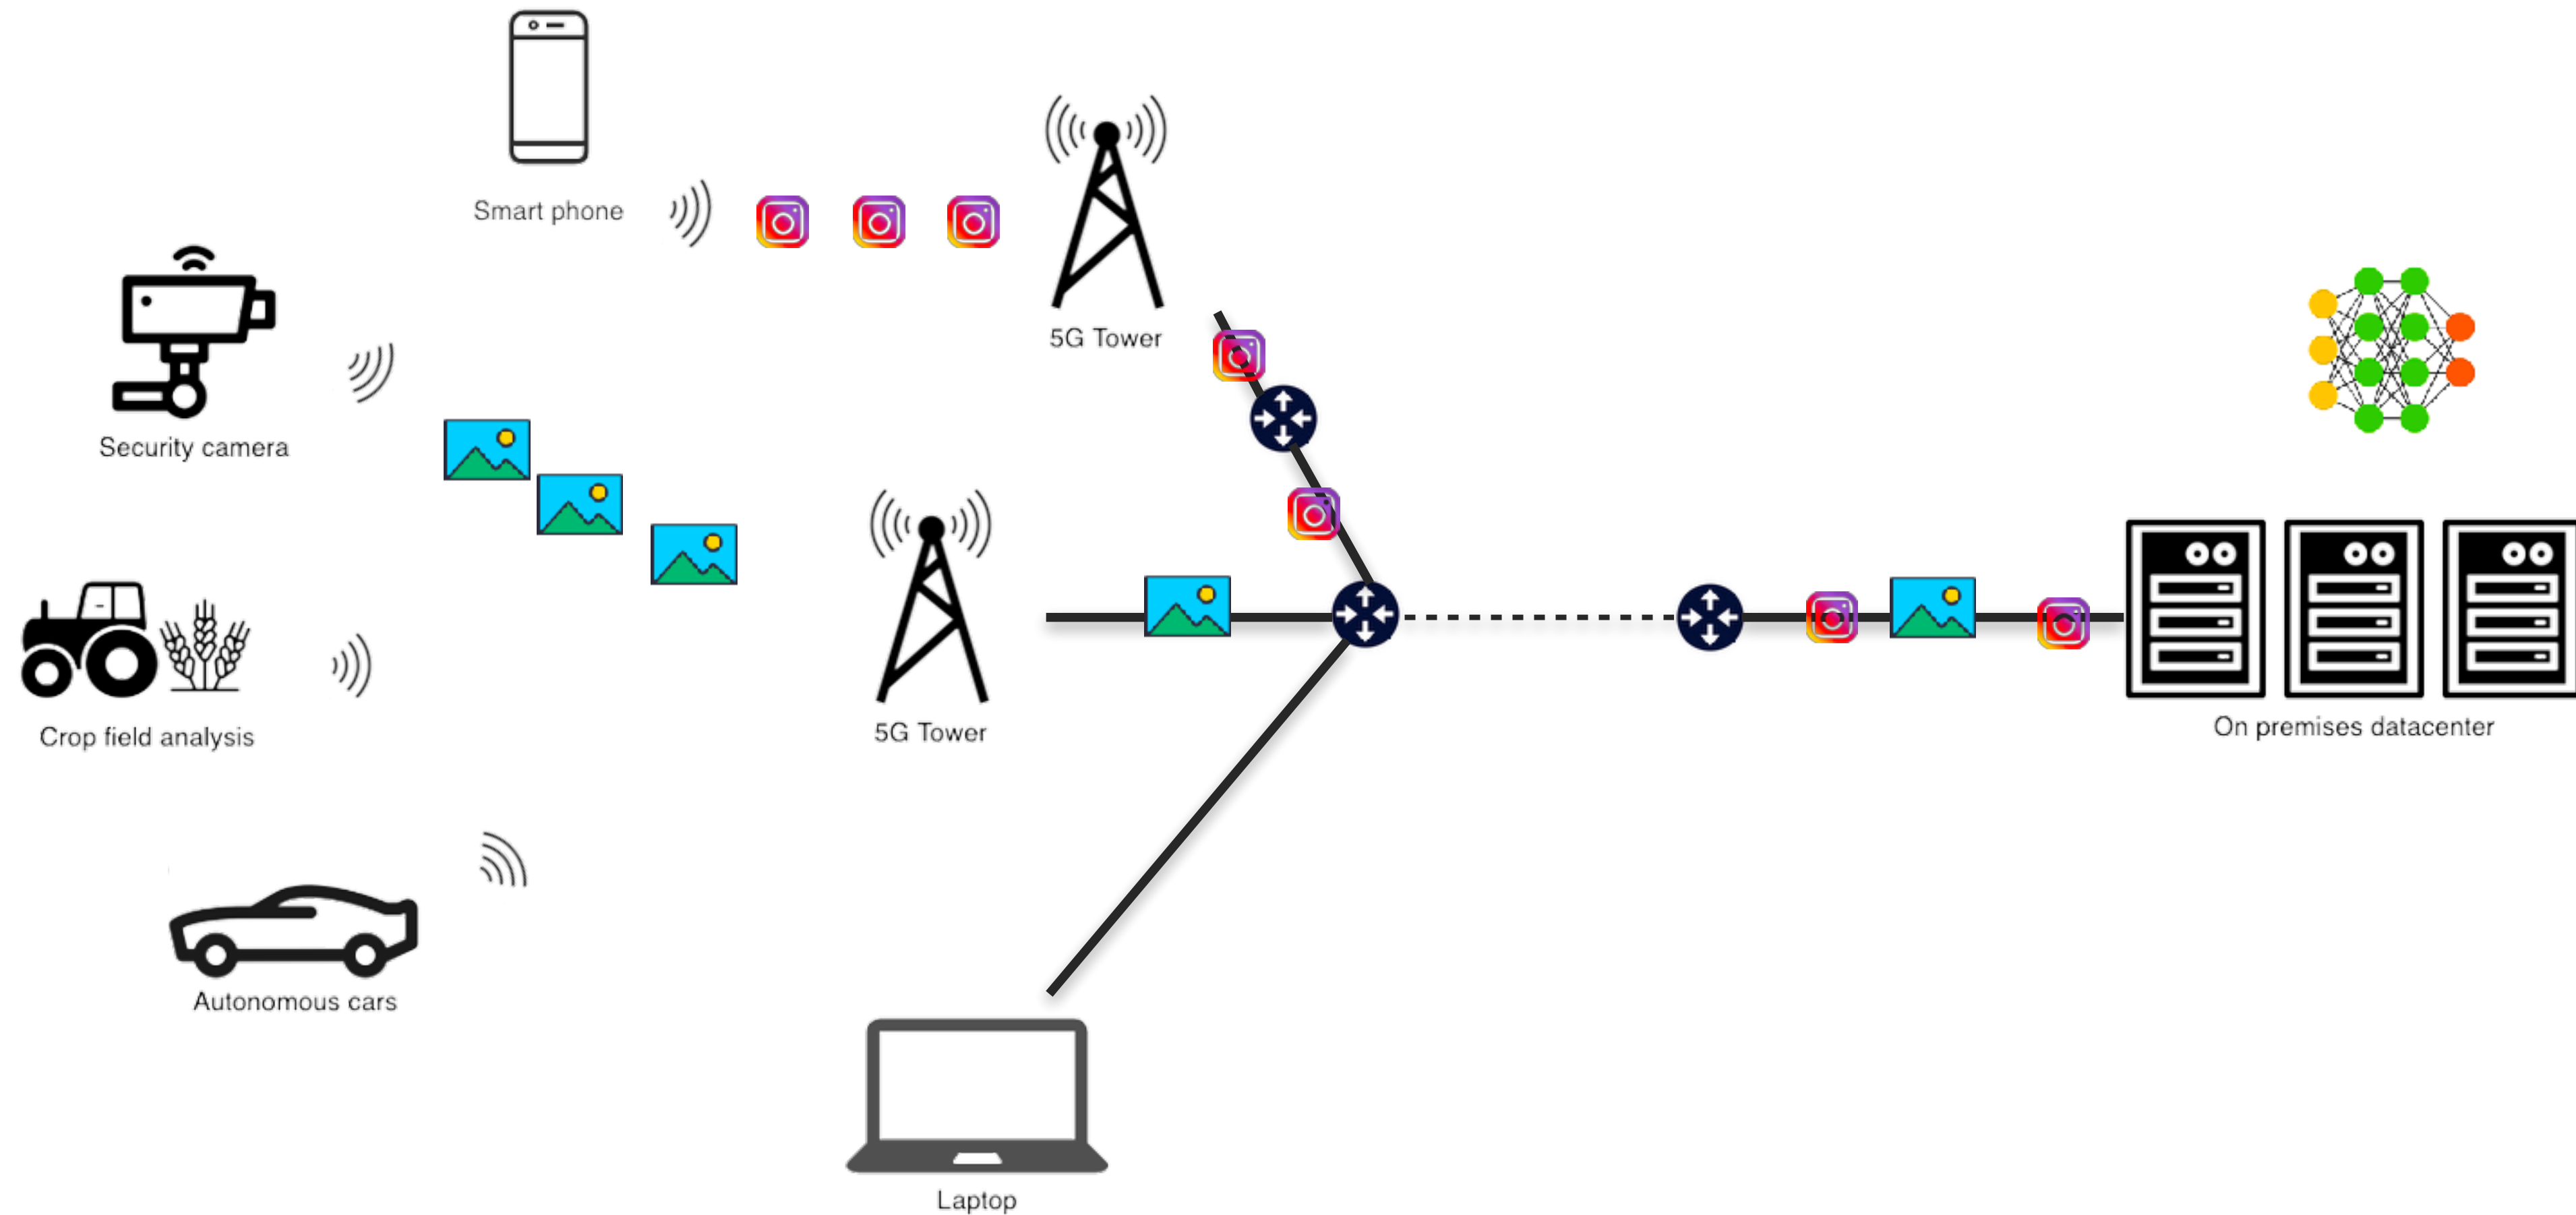 Smart phone
5G Tower
Security camera
5G Tower
Crop field analysis
On premises datacenter
Autonomous cars
Laptop